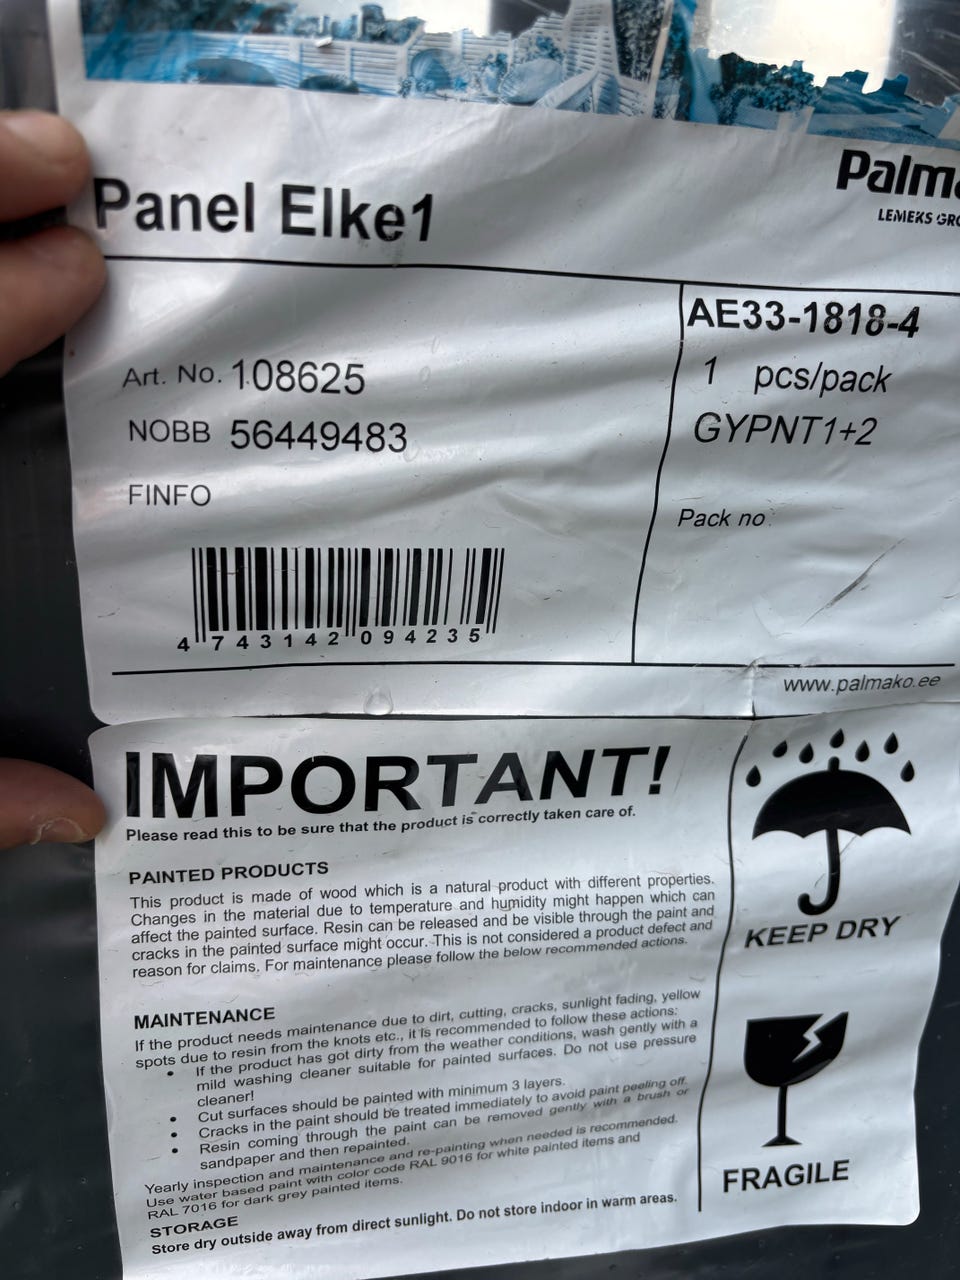 Panel Elke1
LEMEKS
AE33-1818-4
Art. No. 108625
1 pcs/pack
NOBB 56449483
GYPNT1+2
FINFO
Pack no
4 743142 094235
www.palmako.ee
IMPORTANT!
Please read this to be sure that the product is correctly taken care of.
PAINTED PRODUCTS
This product is made of wood which is a natural product with different properties.
Changes in the material due to temperature and humidity might happen which can
affect the painted surface. Resin can be released and be visible through the paint and
cracks in the painted surface might occur. This is not considered a product defect and
reason for claims. For maintenance please follow the below recommended actions.
KEEP DRY
MAINTENANCE
If the product needs maintenance due to dirt, cutting, cracks, sunlight fading, yellow
spots due to resin from the knots etc., it is recommended to follow these actions:
• If the product has got dirty from the weather conditions, wash gently with a
mild washing cleaner suitable for painted surfaces. Do not use pressure
cleaner!
• Cut surfaces should be painted with minimum 3 layers.
• Cracks in the paint should be treated immediately to avoid paint peeling off.
• Resin coming through the paint can be removed gently with a brush or
sandpaper and then repainted.
Yearly inspection and maintenance and re-painting when needed is recommended.
Use water based paint with color code RAL 9016 for white painted items and
RAL 7016 for dark grey painted items.
FRAGILE
STORAGE
Store dry outside away from direct sunlight. Do not store indoor in warm areas.